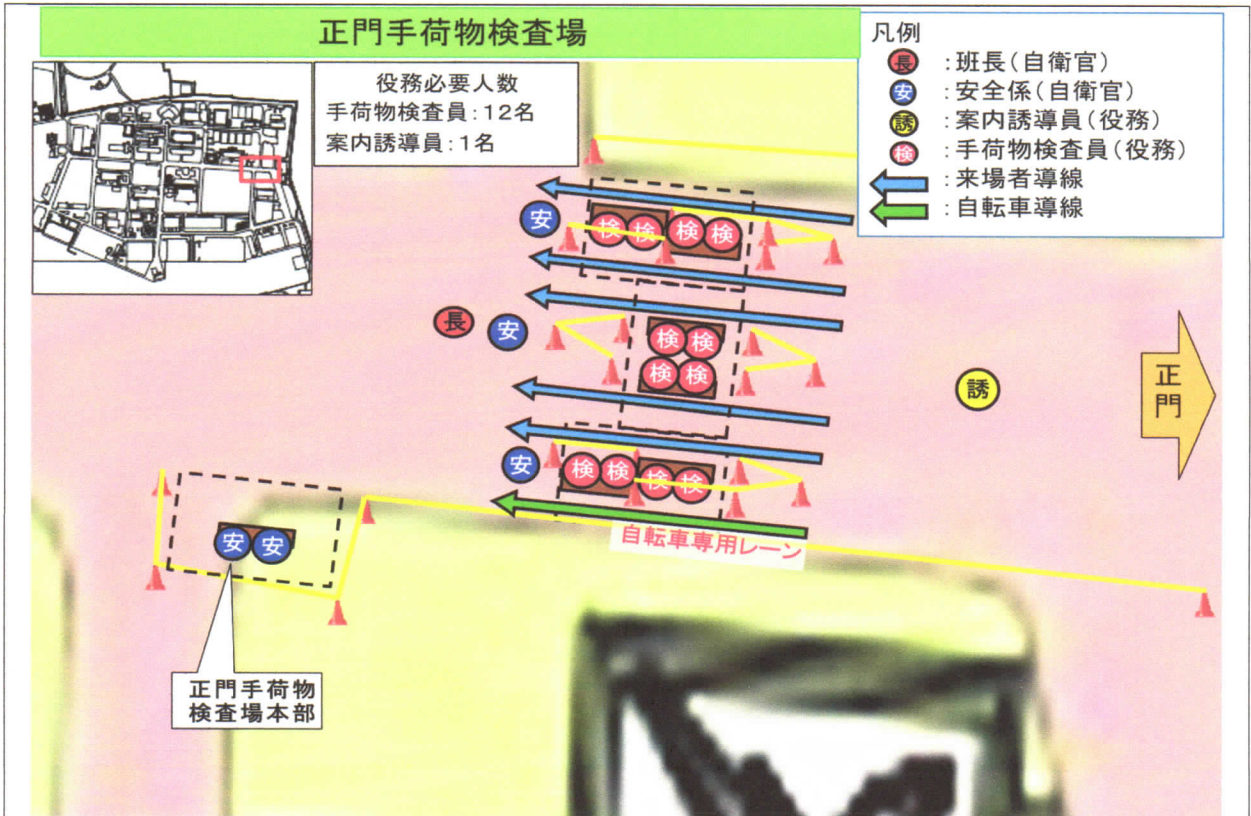 正門手荷物検査場
役務必要人数
手荷物検査員：12名
案内誘導員：1名
凡例
長 ：班長（自衛官）
安 ：安全係（自衛官）
誘 ：案内誘導員（役務）
検 ：手荷物検査員（役務）
：来場者導線
：自転車導線
安
検 検 検 検
長
安
検 検
検 検
誘
正門
安
検 検 検 検
自転車専用レーン
安 安
正門手荷物
検査場本部